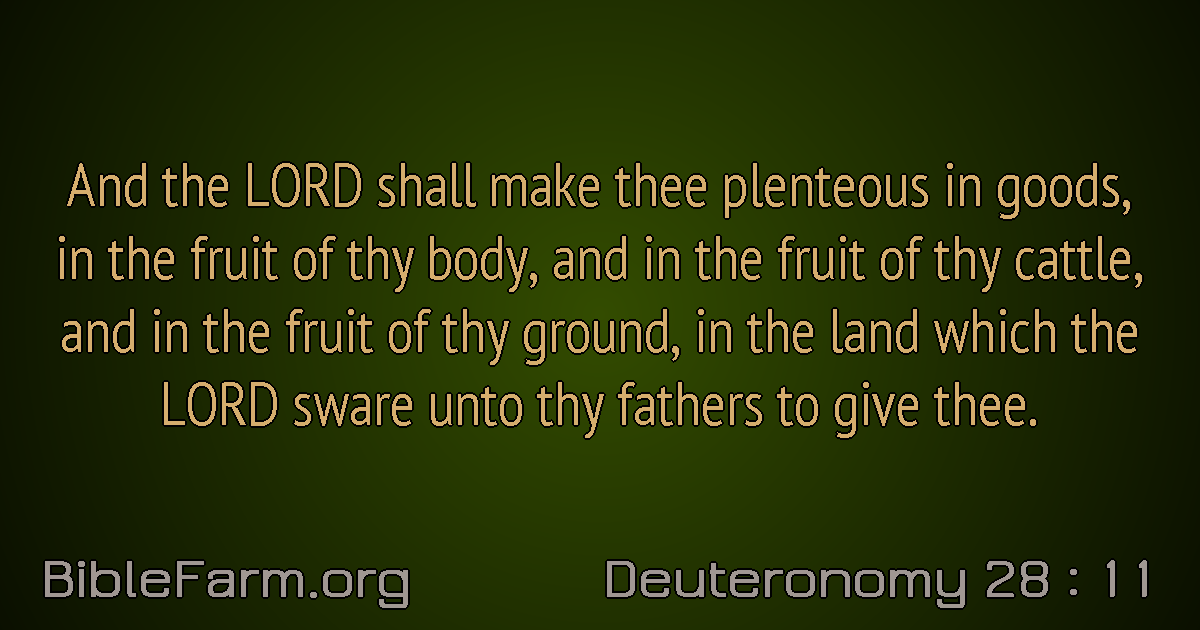 And the LORD shall make thee plenteous in goods,
in the fruit of thy body, and in the fruit of thy cattle,
and in the fruit of thy ground, in the land which the
LORD sware unto thy fathers to give thee.
BibleFarm.org
Deuteronomy 28 : 11